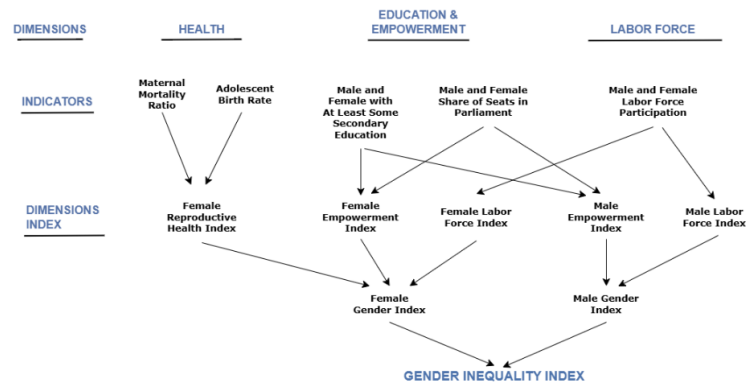 DIMENSIONS
HEALTH
EDUCATION &
EMPOWERMENT
LABOR FORCE
INDICATORS
Maternal
Mortality
Ratio
Adolescent
Birth Rate
Male and
Female with
At Least Some
Secondary
Education
Male and Female
Share of Seats in
Parliament
Male and Female
Labor Force
Participation
DIMENSIONS
INDEX
Female
Reproductive
Health Index
Female
Empowerment
Index
Female Labor
Force Index
Male
Empowerment
Index
Male Labor
Force Index
Female
Gender Index
Male Gender
Index
GENDER INEQUALITY INDEX